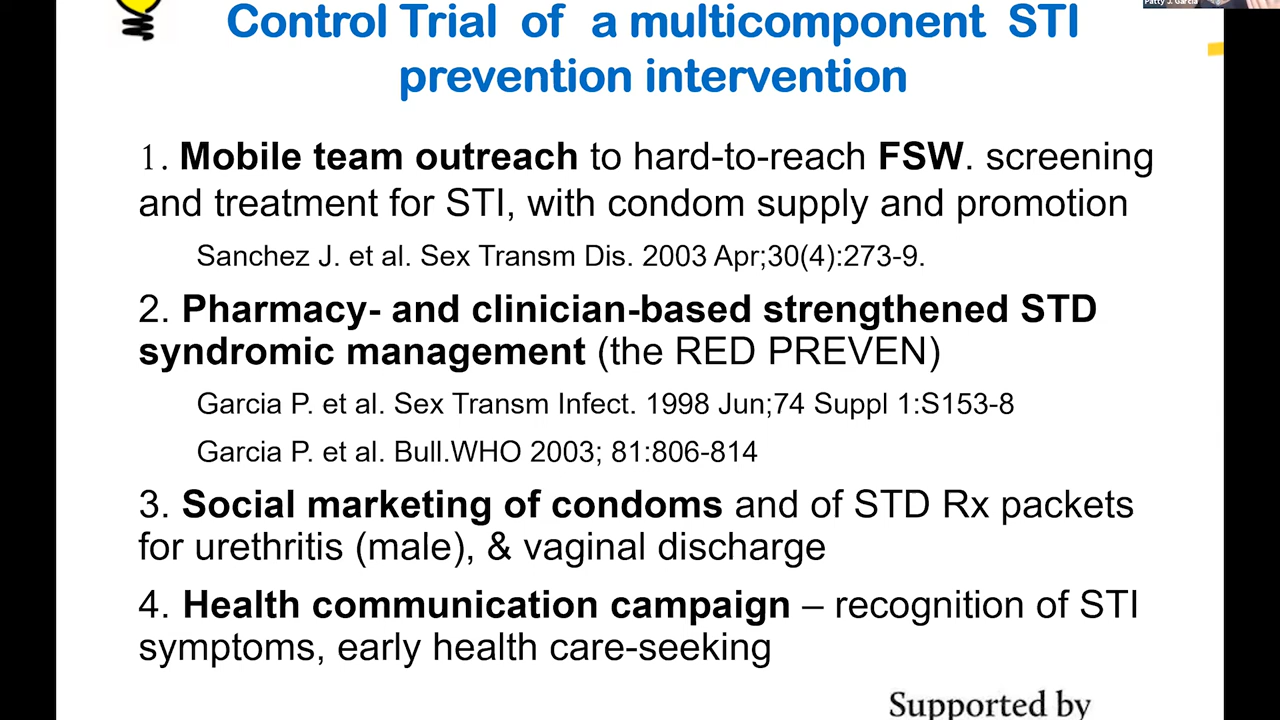 Patty J. Garcia
Control Trial of a multicomponent STI
prevention intervention
1. Mobile team outreach to hard-to-reach FSW. screening
and treatment for STI, with condom supply and promotion
Sanchez J. et al. Sex Transm Dis. 2003 Apr;30(4):273-9.
2. Pharmacy- and clinician-based strengthened STD
syndromic management (the RED PREVEN)
Garcia P. et al. Sex Transm Infect. 1998 Jun;74 Suppl 1:S153-8
Garcia P. et al. Bull.WHO 2003; 81:806-814
3. Social marketing of condoms and of STD Rx packets
for urethritis (male), & vaginal discharge
4. Health communication campaign – recognition of STI
symptoms, early health care-seeking
Supported by